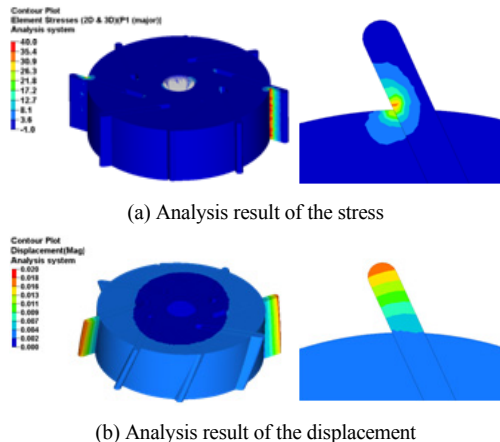 Contour Plot
Element Stresses (2D & 3D)(P1 (major))
Analysis system
40.0
35.4
30.9
26.3
21.8
17.2
12.7
8.1
3.6
-1.0
(a) Analysis result of the stress
Contour Plot
Displacement(Mag)
Analysis system
0.020
0.018
0.016
0.013
0.011
0.009
0.007
0.004
0.002
0.000
(b) Analysis result of the displacement